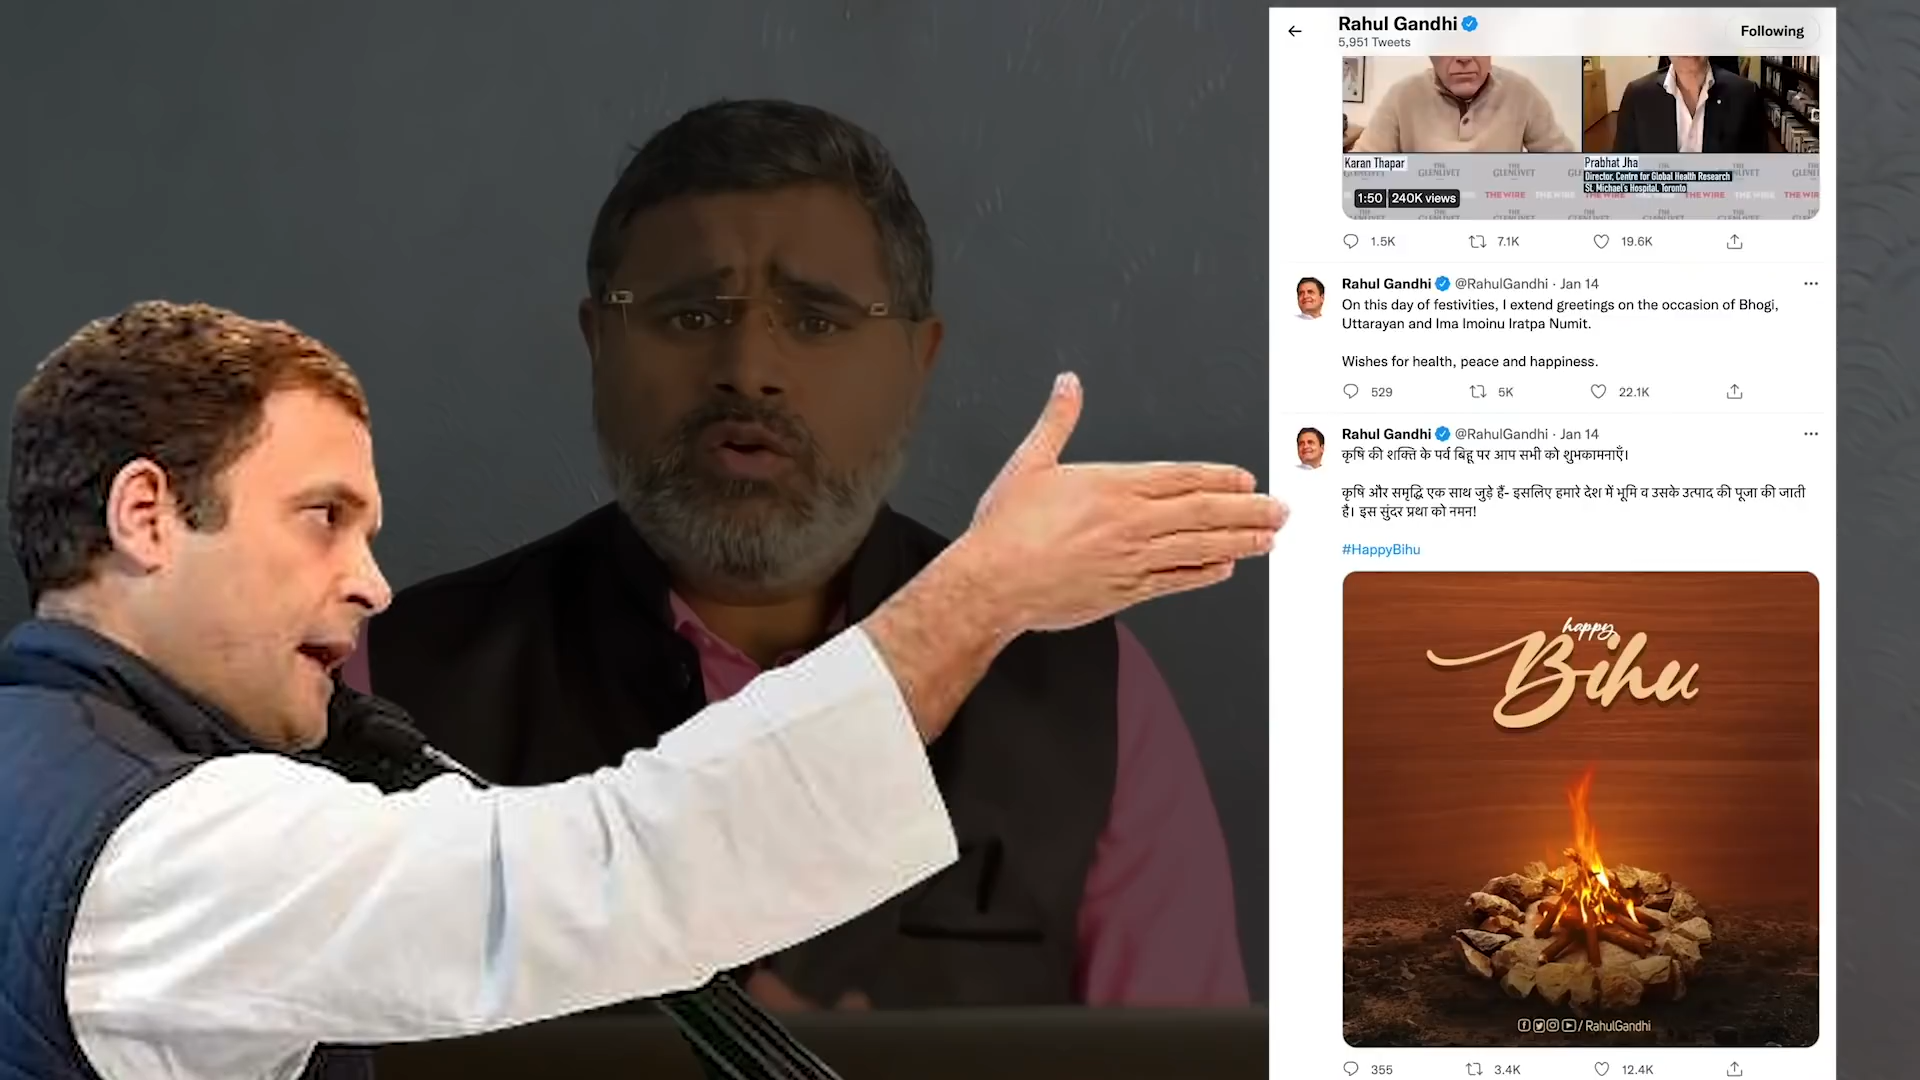 Rahul Gandhi
5,951 Tweets
Following
Karan Thapar
Prabhat Jha
Director, Centre for Global Health Research
St. Michael's Hospital, Toronto
THE GLENLIVET
THE WIRE
1:50 240K views
1.5K 7.1K 19.6K
Rahul Gandhi @RahulGandhi · Jan 14
On this day of festivities, I extend greetings on the occasion of Bhogi,
Uttarayan and Ima Imoinu Iratpa Numit.
Wishes for health, peace and happiness.
529 5K 22.1K
Rahul Gandhi @RahulGandhi · Jan 14
कृषि की शक्ति के पर्व बिहू पर आप सभी को शुभकामनाएँ।
कृषि और समृद्धि एक साथ जुड़े हैं- इसलिए हमारे देश में भूमि व उसके उत्पाद की पूजा की जाती
है। इस सुंदर प्रथा को नमन!
#HappyBihu
happy
Bihu
/ RahulGandhi
355 3.4K 12.4K